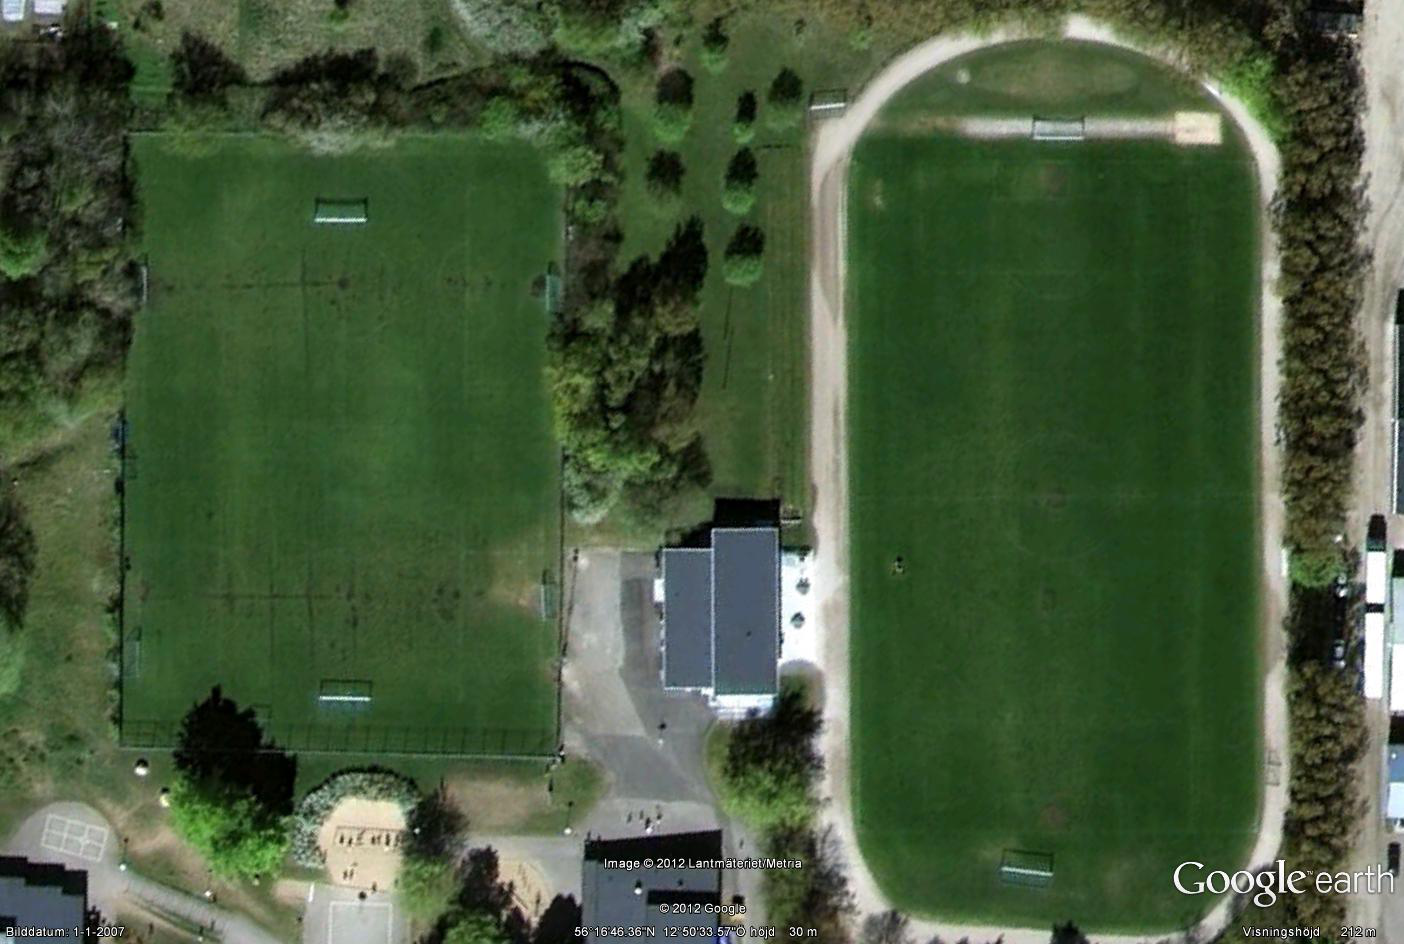 Image © 2012 Lantmäteriet/Metria
Google™ earth
© 2012 Google
Bilddatum: 1-1-2007
56°16'46.36"N 12°50'33.57"Ö höjd 30 m
Visningshöjd 212 m